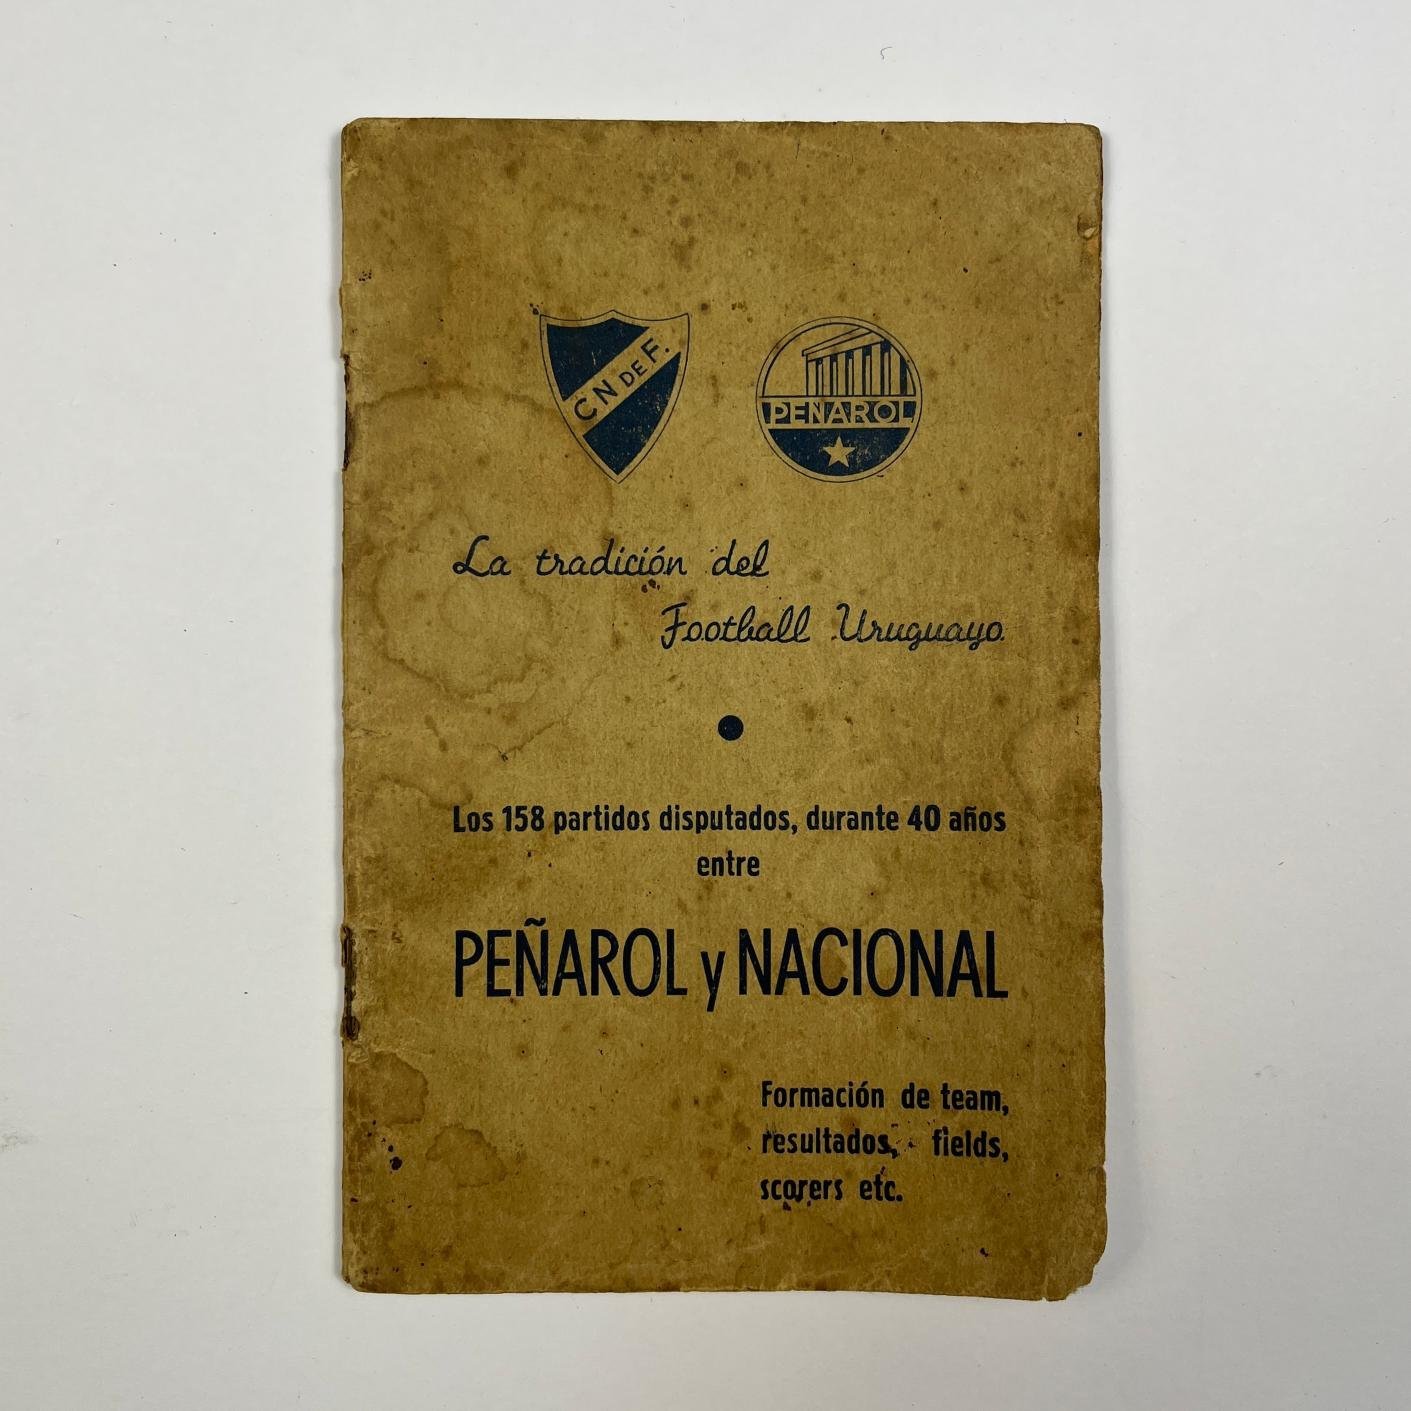 C N DE F.
PEÑAROL
La tradición del
Football Uruguayo
Los 158 partidos disputados, durante 40 años
entre
PEÑAROL y NACIONAL
Formación de team,
resultados, fields,
scorers etc.